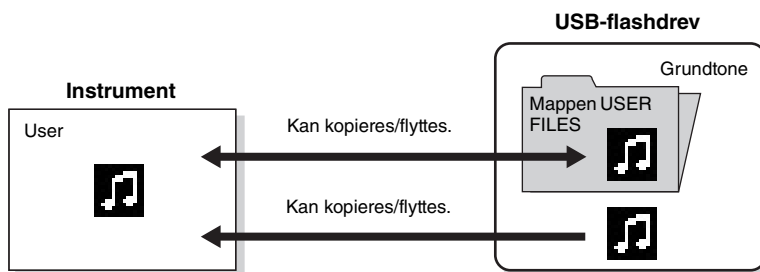 USB-flashdrev
Grundtone
Instrument
Mappen USER
FILES
User
Kan kopieres/flyttes.
Kan kopieres/flyttes.